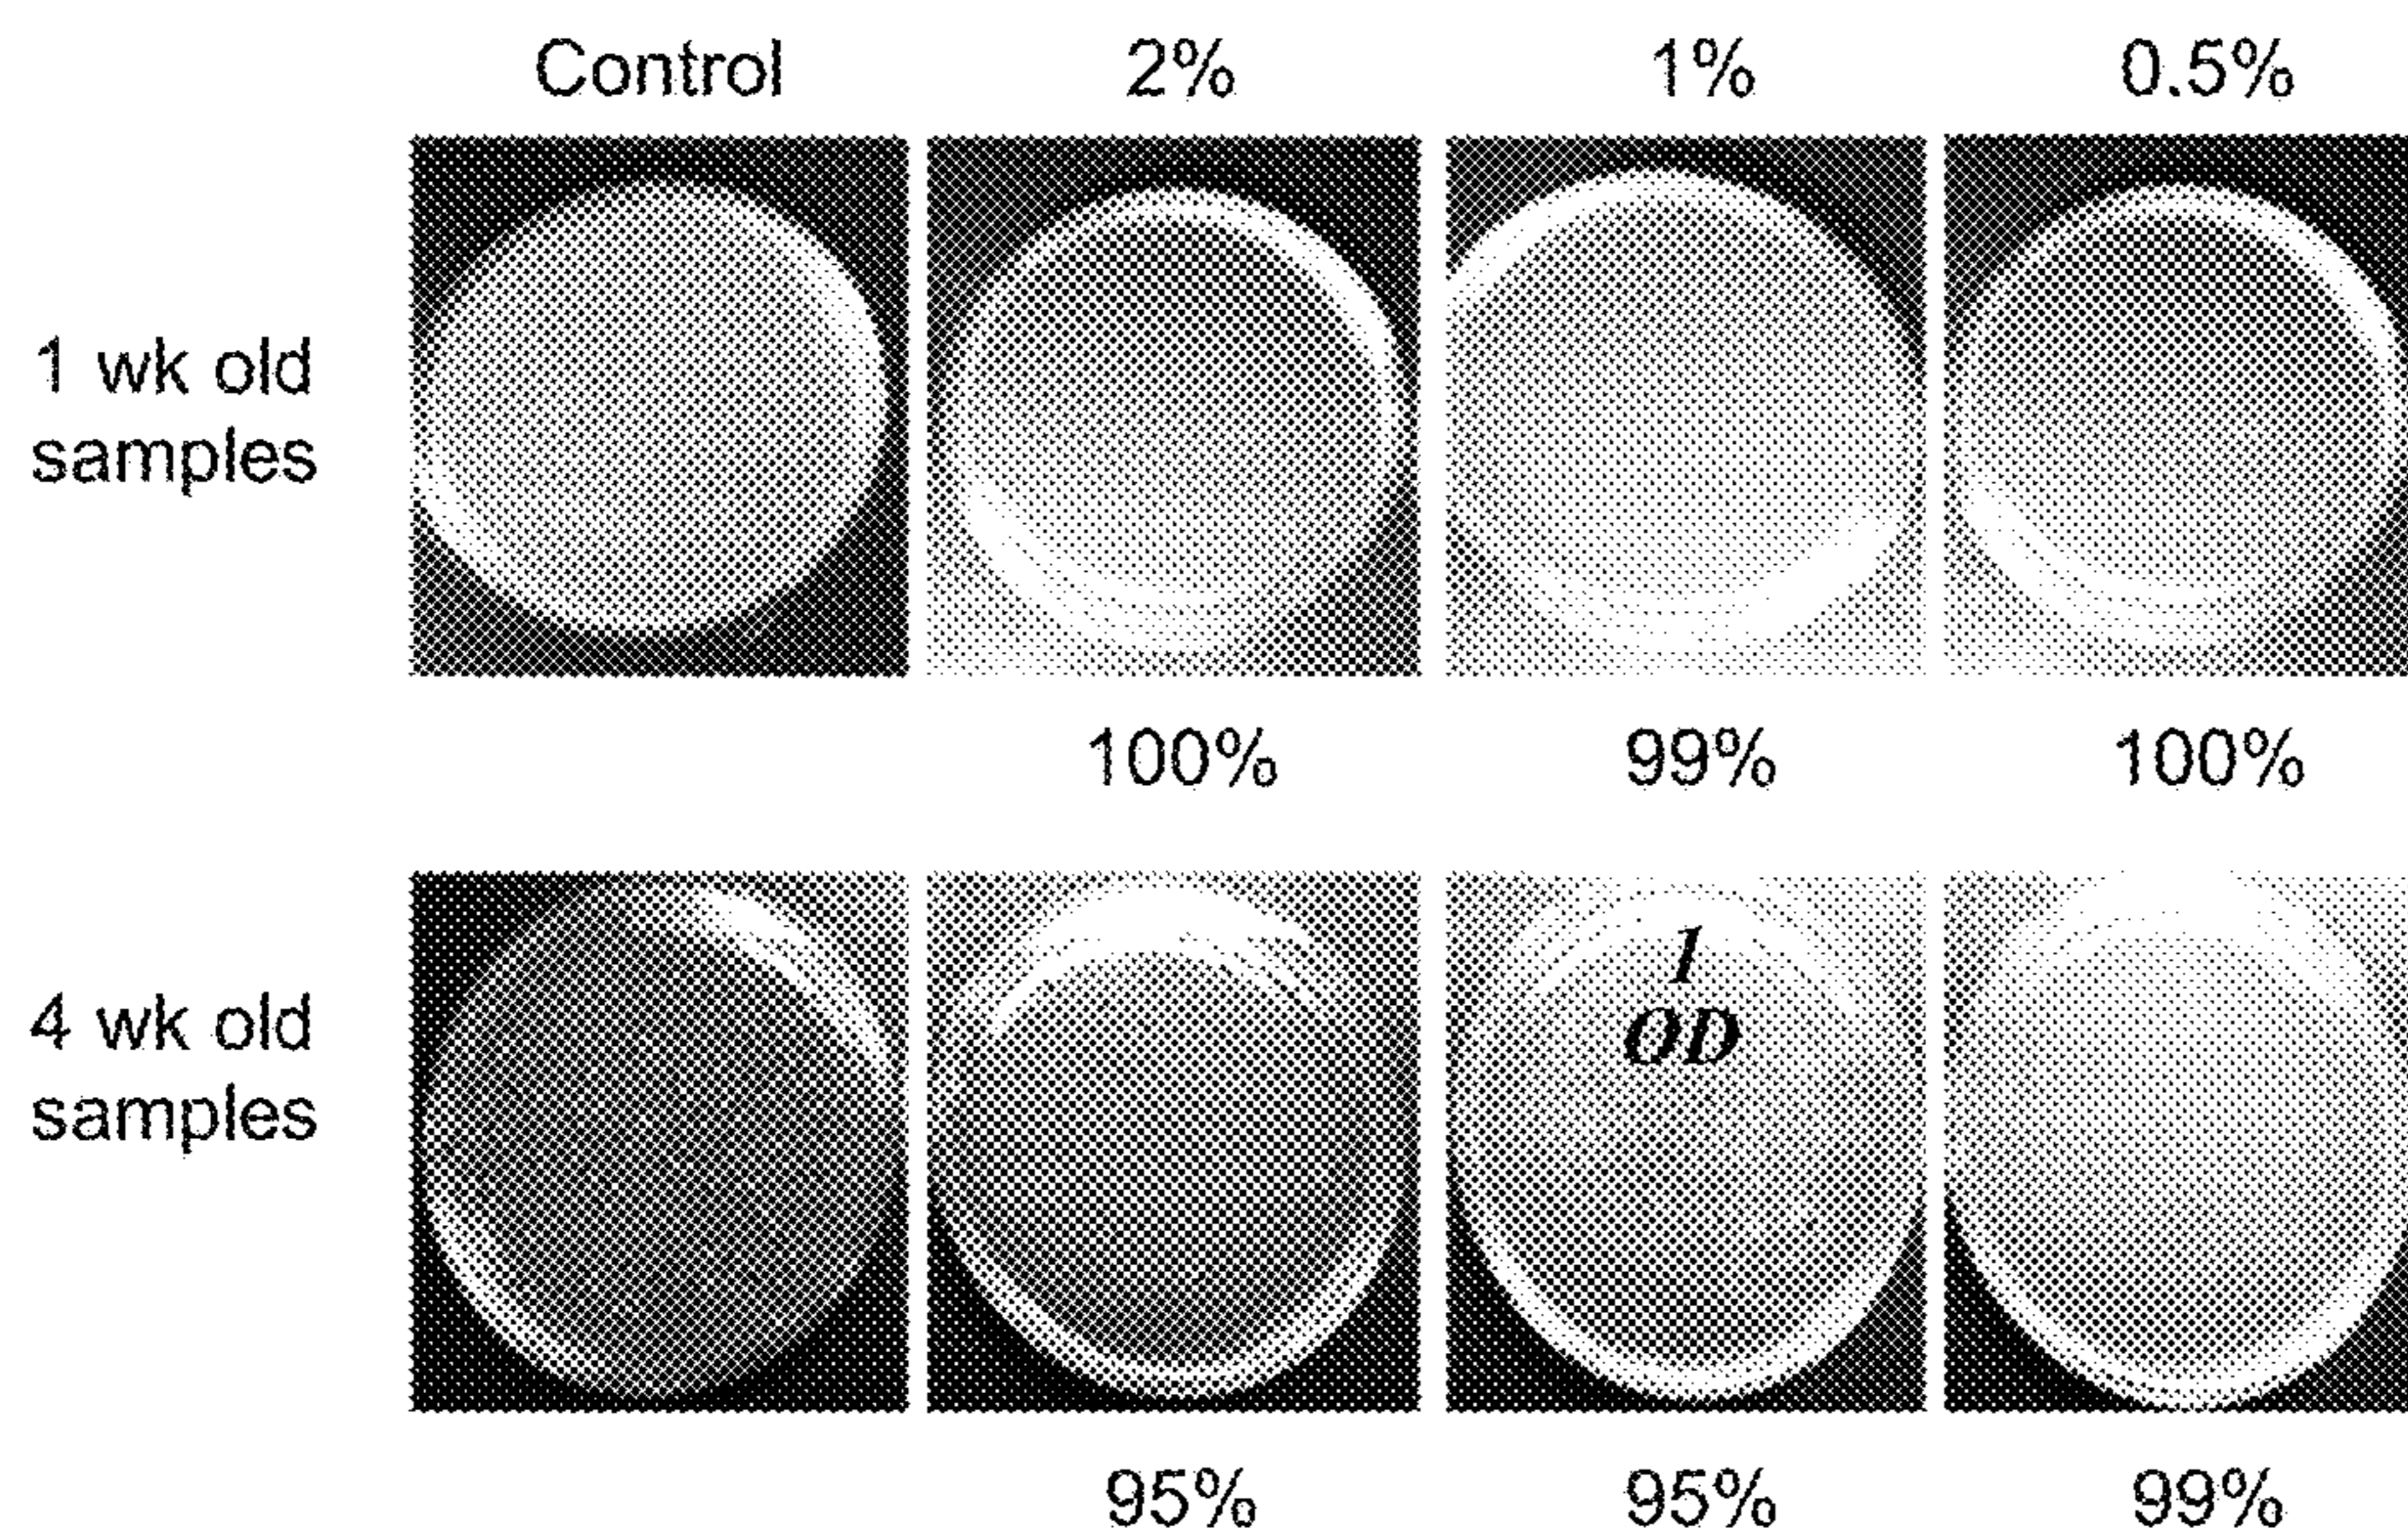 Control 2% 1% 0.5%
1 wk old
samples
100% 99% 100%
4 wk old
samples
1
OD
95% 95% 99%